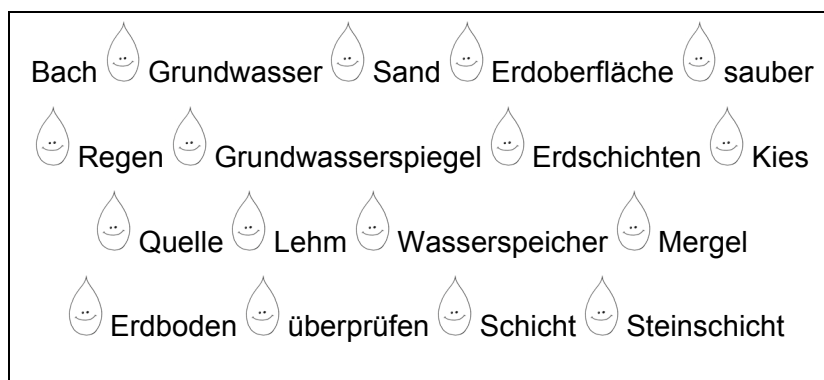 Bach Grundwasser Sand Erdoberfläche sauber
Regen Grundwasserspiegel Erdschichten Kies
Quelle Lehm Wasserspeicher Mergel
Erdboden überprüfen Schicht Steinschicht